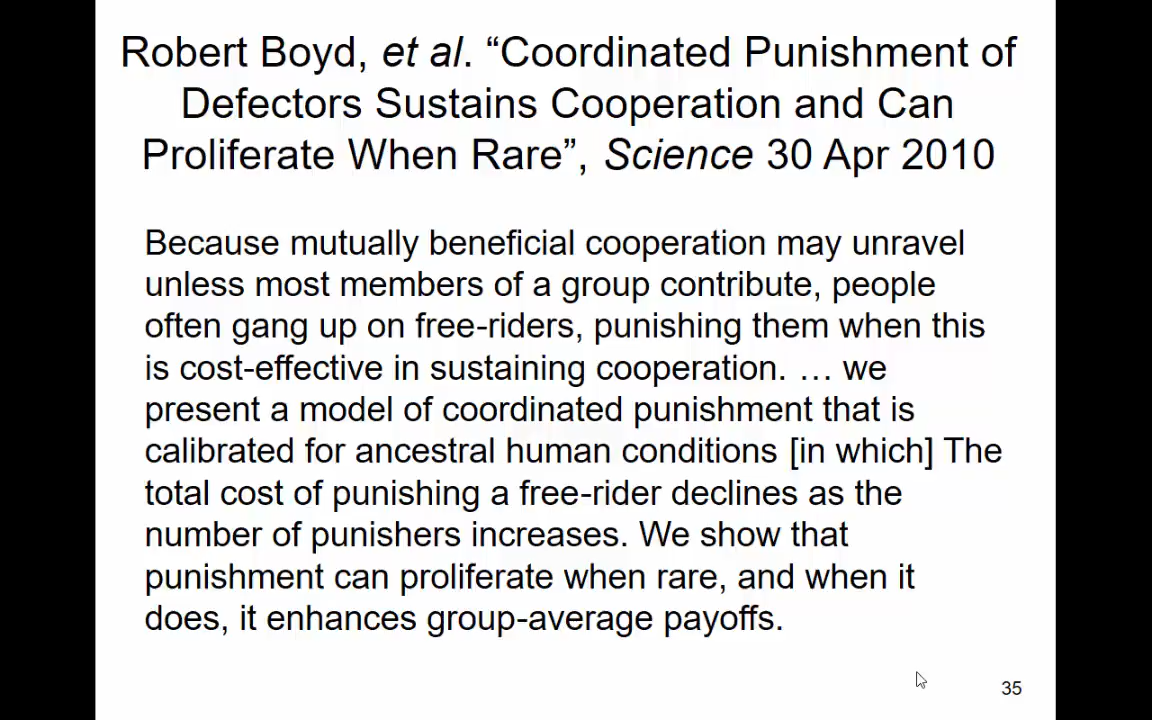 Robert Boyd, et al. “Coordinated Punishment of
Defectors Sustains Cooperation and Can
Proliferate When Rare”, Science 30 Apr 2010
Because mutually beneficial cooperation may unravel
unless most members of a group contribute, people
often gang up on free-riders, punishing them when this
is cost-effective in sustaining cooperation. … we
present a model of coordinated punishment that is
calibrated for ancestral human conditions [in which] The
total cost of punishing a free-rider declines as the
number of punishers increases. We show that
punishment can proliferate when rare, and when it
does, it enhances group-average payoffs.
35